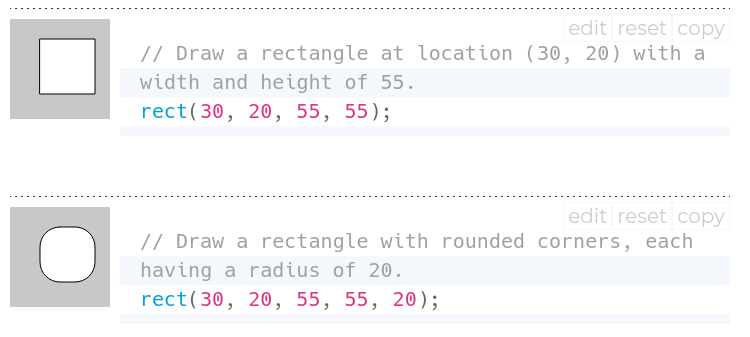 edit reset copy
// Draw a rectangle at location (30, 20) with a
width and height of 55.
rect(30, 20, 55, 55);
edit reset copy
// Draw a rectangle with rounded corners, each
having a radius of 20.
rect(30, 20, 55, 55, 20);